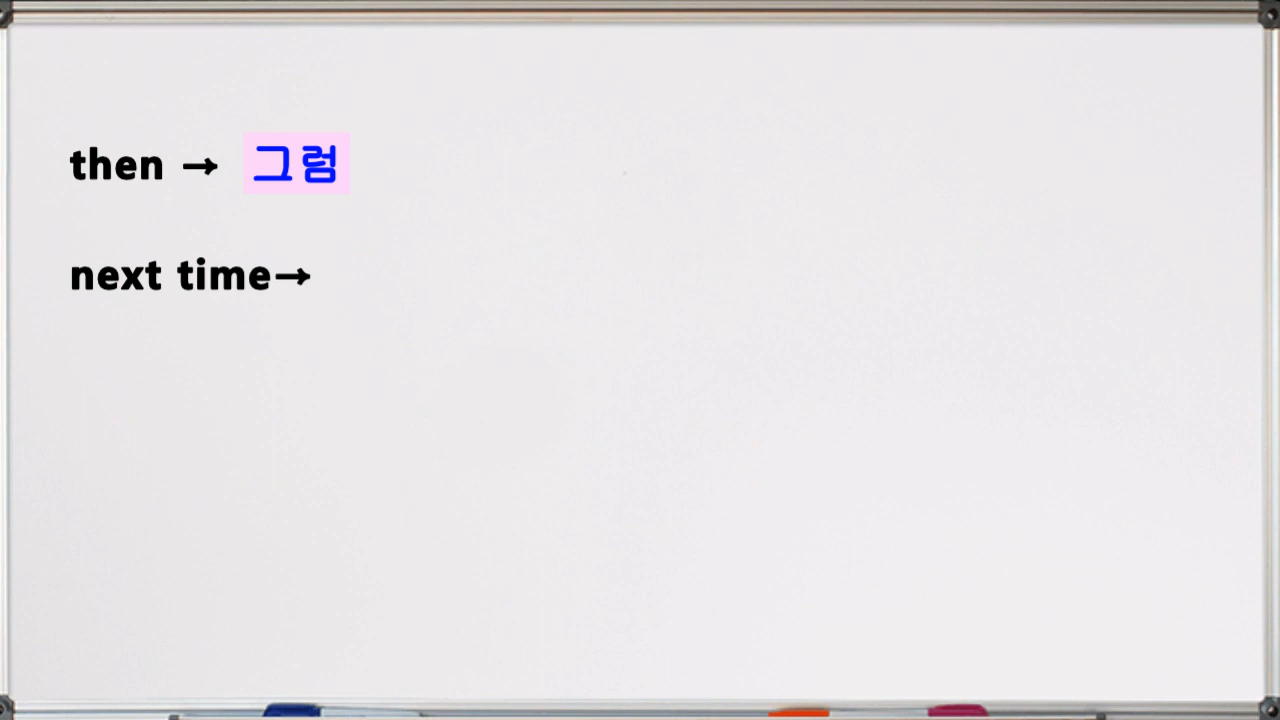 then → 그럼
next time→